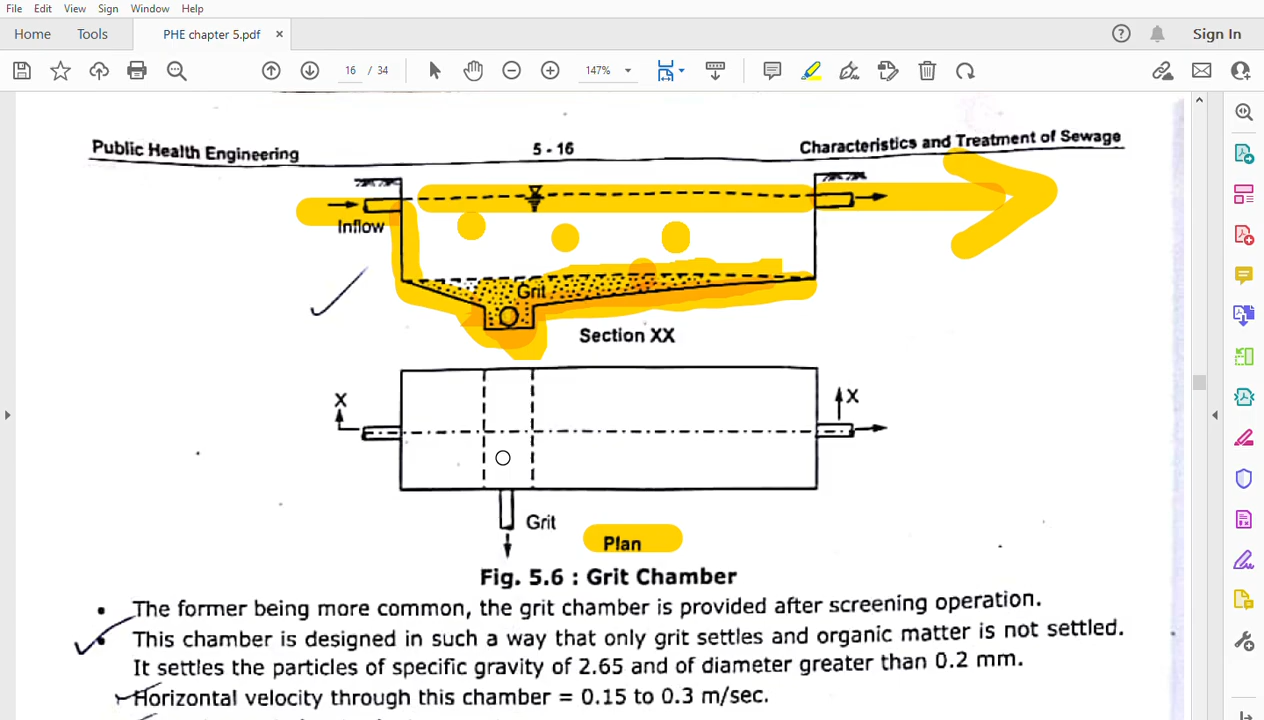 File Edit View Sign Window Help
Home Tools PHE chapter 5.pdf × Sign In
16 / 34 147%
Public Health Engineering 5 - 16 Characteristics and Treatment of Sewage
Inflow
Grit
Section XX
X X
Grit
Plan
Fig. 5.6 : Grit Chamber
• The former being more common, the grit chamber is provided after screening operation.
• This chamber is designed in such a way that only grit settles and organic matter is not settled.
It settles the particles of specific gravity of 2.65 and of diameter greater than 0.2 mm.
Horizontal velocity through this chamber = 0.15 to 0.3 m/sec.